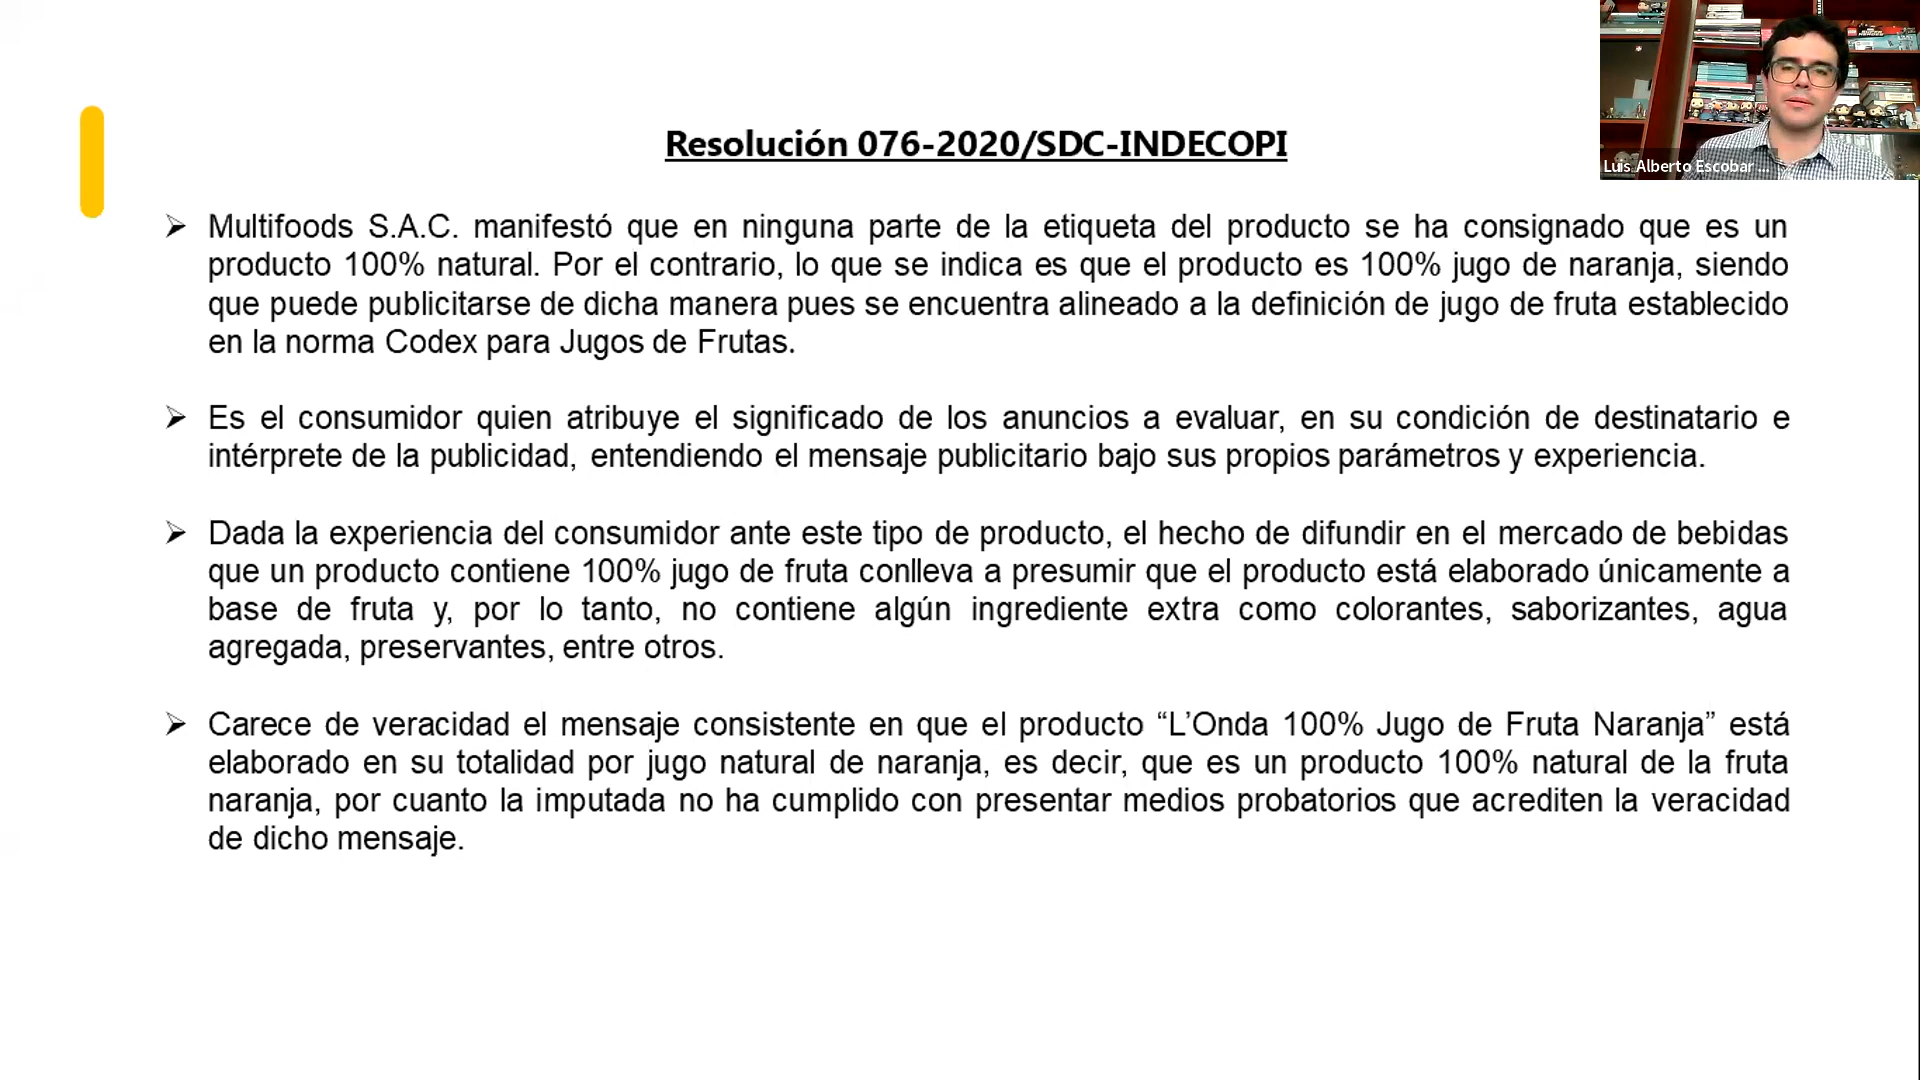 Resolución 076-2020/SDC-INDECOPI
Luis Alberto Escobar ...
Multifoods S.A.C. manifestó que en ninguna parte de la etiqueta del producto se ha consignado que es un
producto 100% natural. Por el contrario, lo que se indica es que el producto es 100% jugo de naranja, siendo
que puede publicitarse de dicha manera pues se encuentra alineado a la definición de jugo de fruta establecido
en la norma Codex para Jugos de Frutas.
Es el consumidor quien atribuye el significado de los anuncios a evaluar, en su condición de destinatario e
intérprete de la publicidad, entendiendo el mensaje publicitario bajo sus propios parámetros y experiencia.
Dada la experiencia del consumidor ante este tipo de producto, el hecho de difundir en el mercado de bebidas
que un producto contiene 100% jugo de fruta conlleva a presumir que el producto está elaborado únicamente a
base de fruta y, por lo tanto, no contiene algún ingrediente extra como colorantes, saborizantes, agua
agregada, preservantes, entre otros.
Carece de veracidad el mensaje consistente en que el producto “L’Onda 100% Jugo de Fruta Naranja” está
elaborado en su totalidad por jugo natural de naranja, es decir, que es un producto 100% natural de la fruta
naranja, por cuanto la imputada no ha cumplido con presentar medios probatorios que acrediten la veracidad
de dicho mensaje.